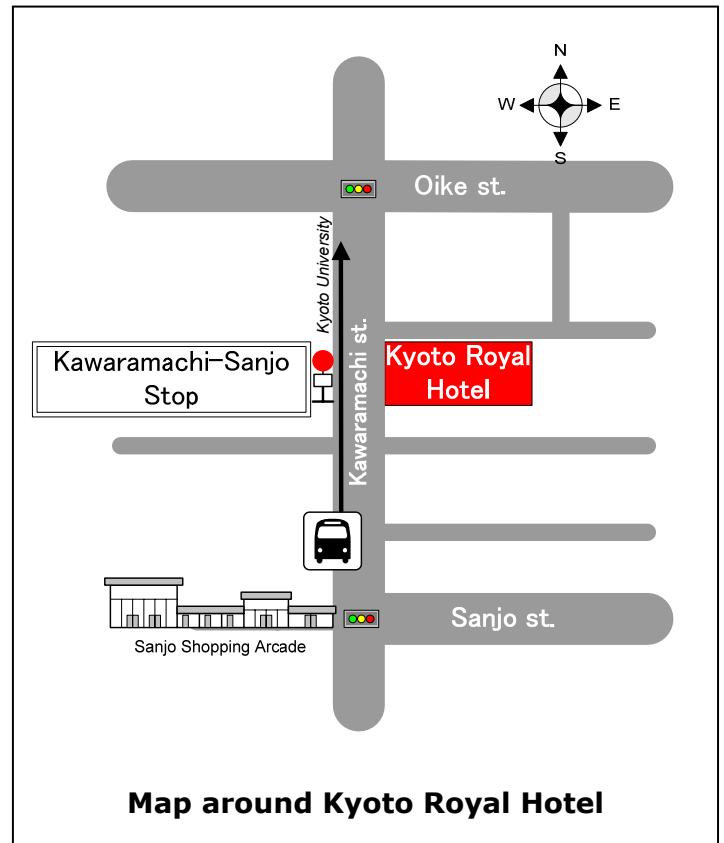 N
W
E
S
Oike st.
Kyoto University
Kawaramachi-Sanjo
Stop
Kawaramachi st.
Kyoto Royal
Hotel
Sanjo st.
Sanjo Shopping Arcade
Map around Kyoto Royal Hotel